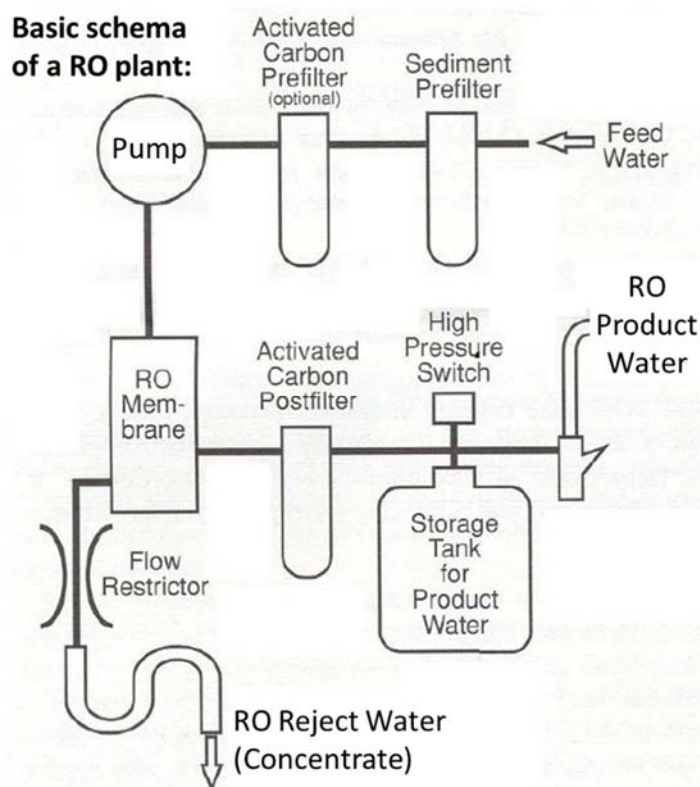 Basic schema
of a RO plant:
Activated
Carbon
Prefilter
(optional)
Sediment
Prefilter
Pump
Feed
Water
RO
Product
Water
High
Pressure
Switch
Activated
Carbon
Postfilter
RO
Mem-
brane
Storage
Tank
for
Product
Water
Flow
Restrictor
RO Reject Water
(Concentrate)